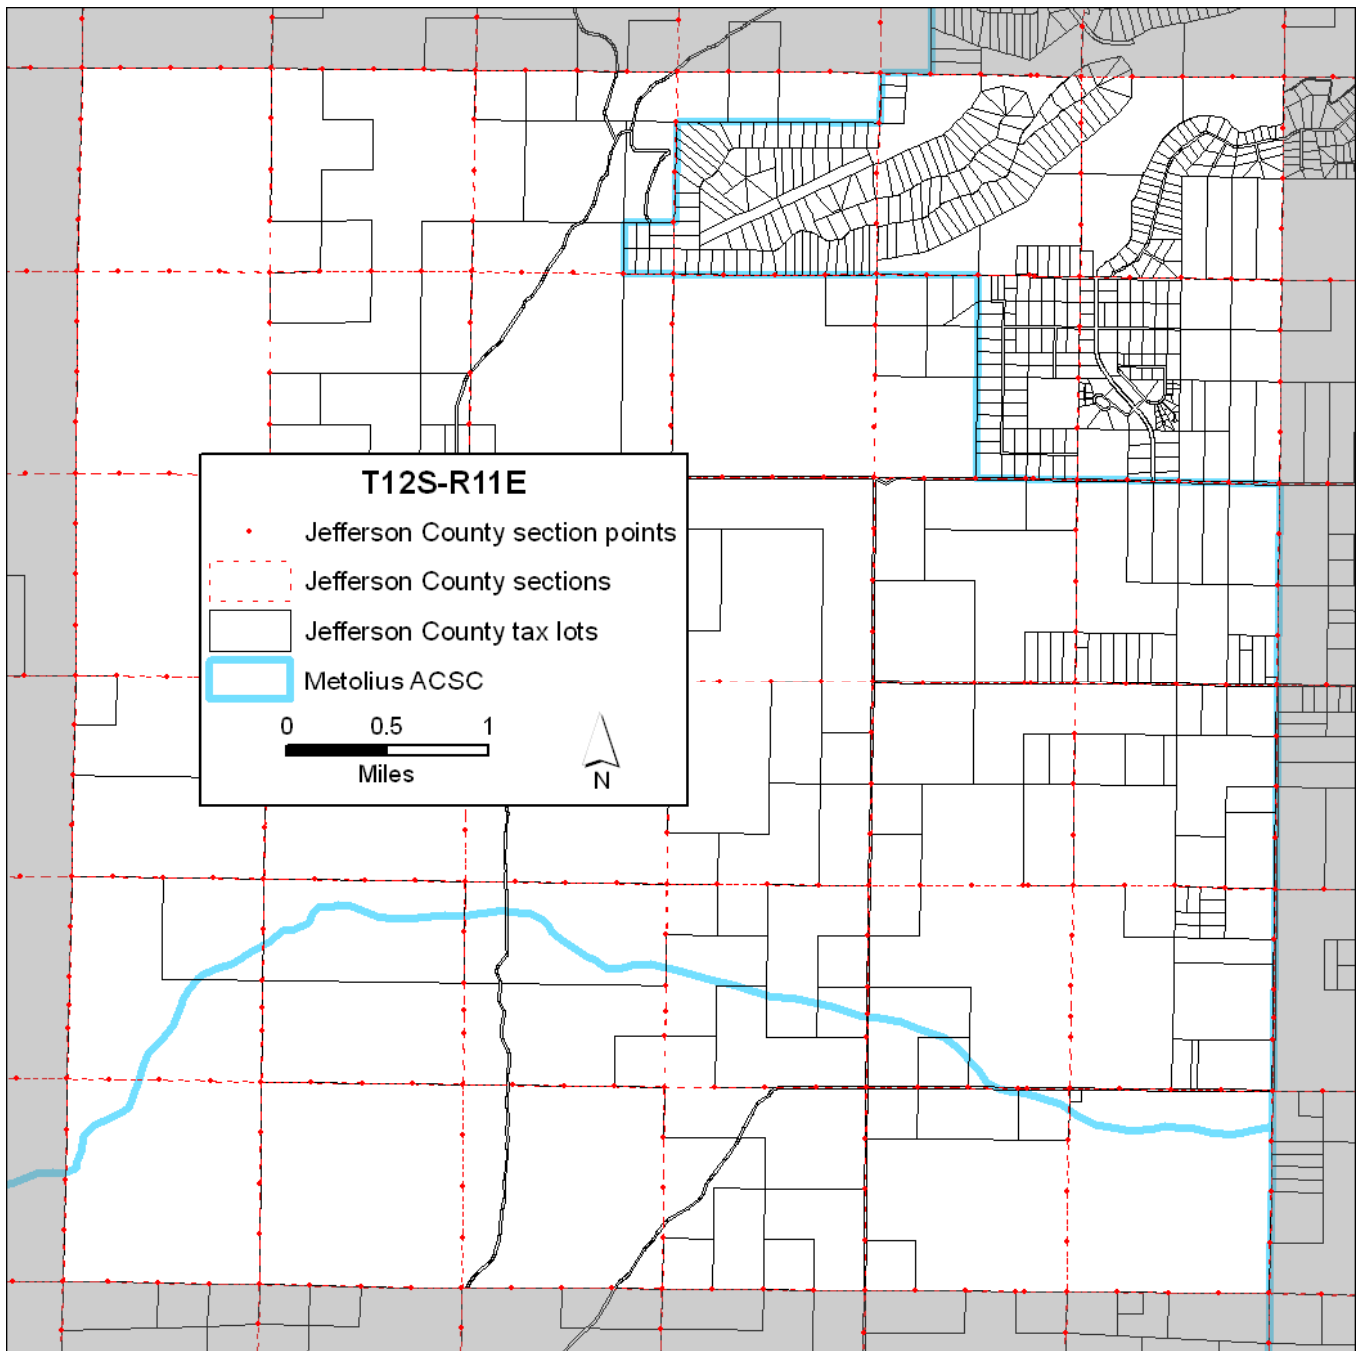 T12S-R11E
Jefferson County section points
Jefferson County sections
Jefferson County tax lots
Metolius ACSC
0 0.5 1
Miles
N